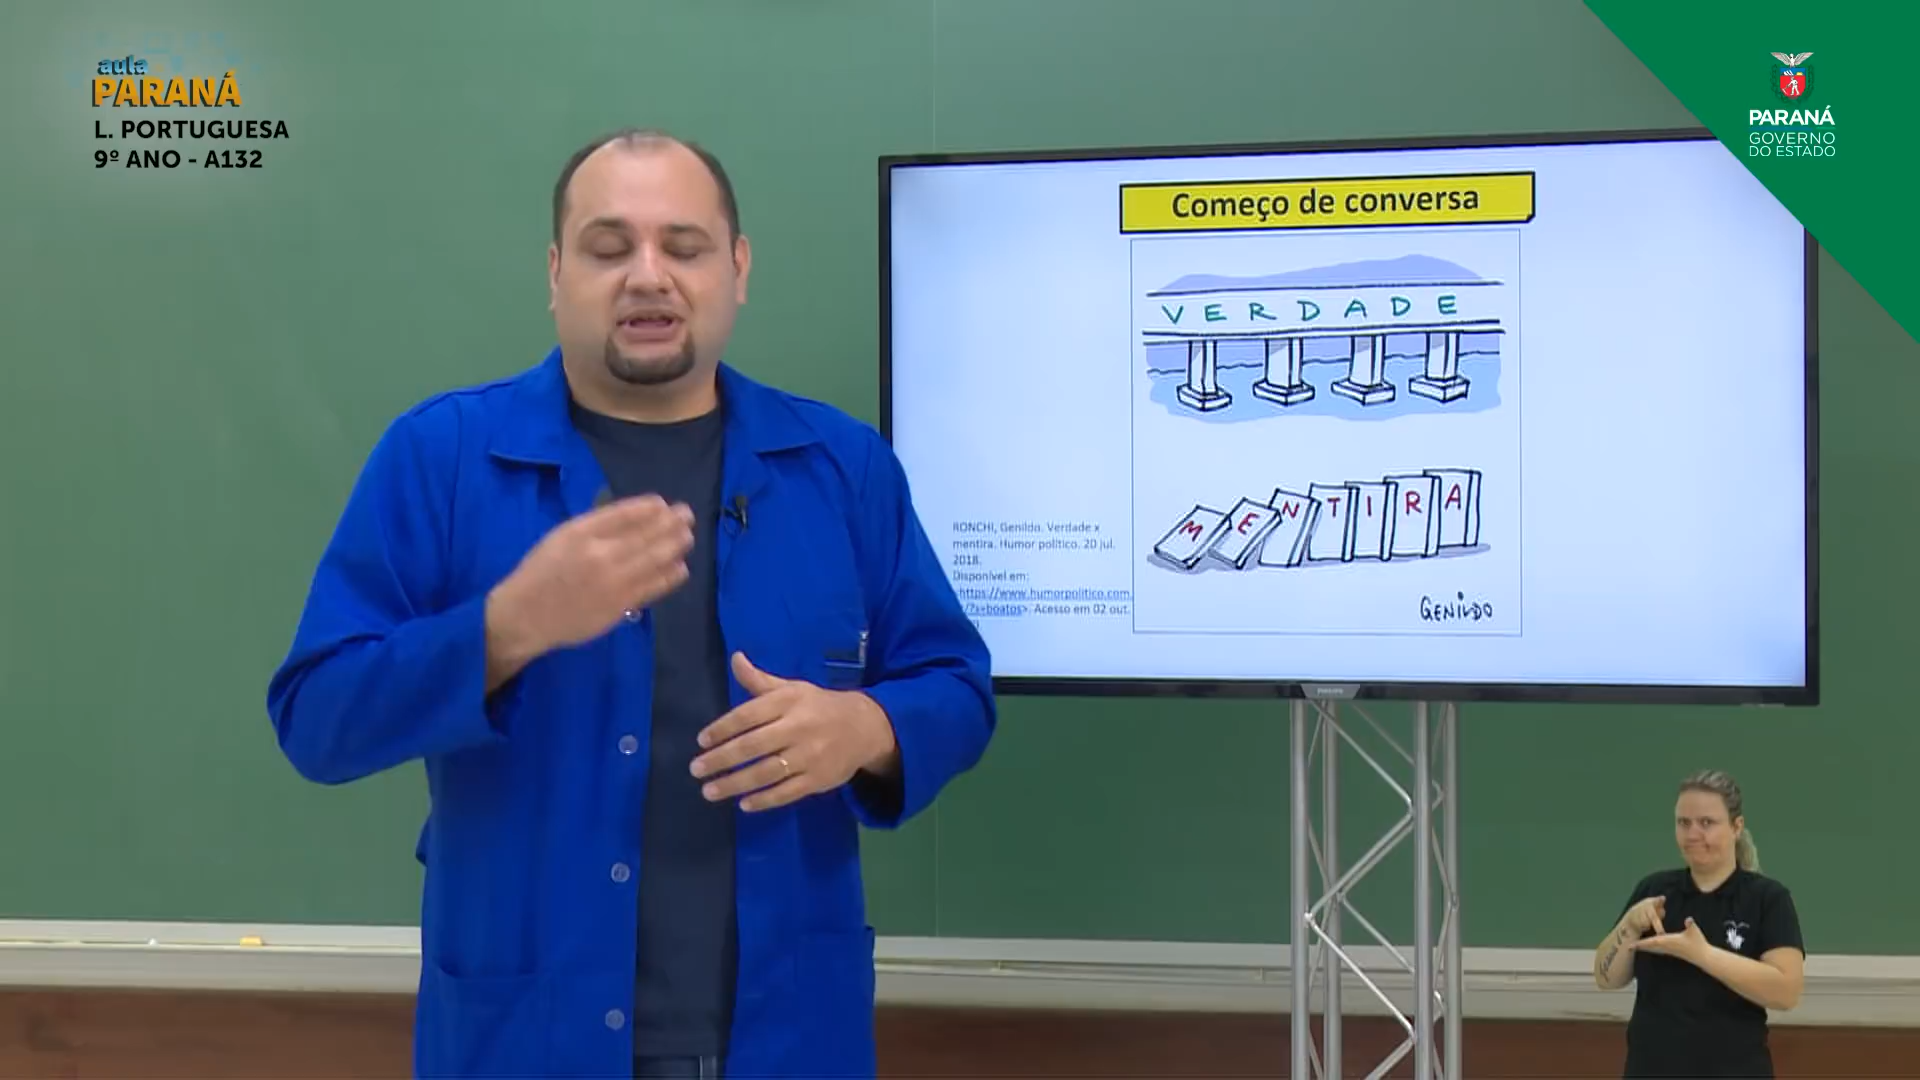 aula
PARANÁ
L. PORTUGUESA
9º ANO - A132
PARANÁ
GOVERNO
DO ESTADO
Começo de conversa
VERDADE
MENTIRA
GENILDO
RONCHI, Genildo. Verdade x
mentira. Humor político. 20 jul.
2018.
Disponível em:
https://www.humorpolitico.com.
/?s=boatos>. Acesso em 02 out.
PHILIPS